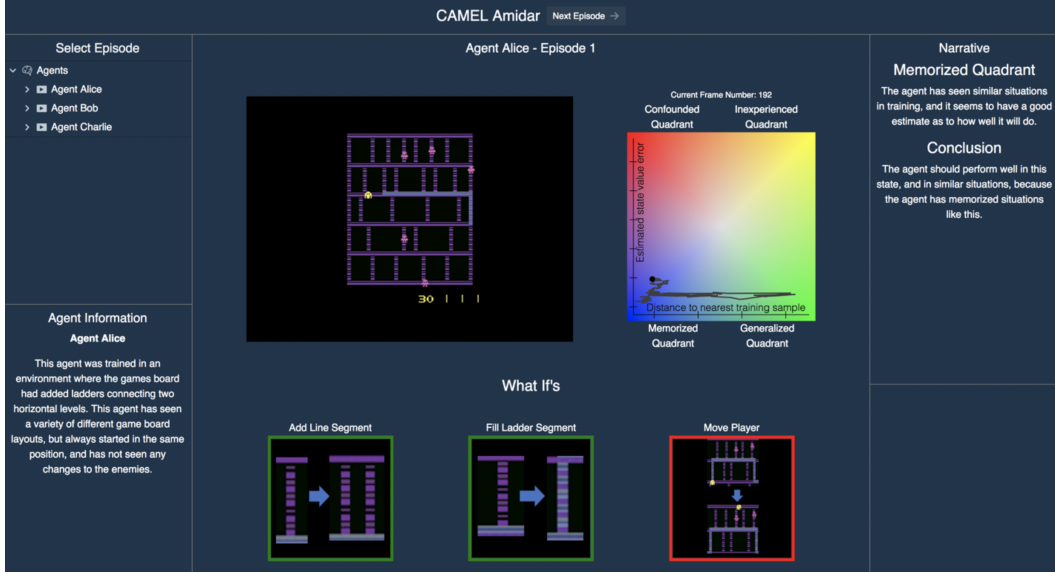 CAMEL Amidar
Next Episode →
Select Episode
Agents
Agent Alice
Agent Bob
Agent Charlie
Agent Information
Agent Alice
This agent was trained in an
environment where the games board
had added ladders connecting two
horizontal levels. This agent has seen
a variety of different game board
layouts, but always started in the same
position, and has not seen any
changes to the enemies.
Agent Alice - Episode 1
30
Current Frame Number: 192
Confounded
Quadrant
Inexperienced
Quadrant
Estimated state value error
Distance to nearest training sample
Memorized
Quadrant
Generalized
Quadrant
What If's
Add Line Segment
Fill Ladder Segment
Move Player
Narrative
Memorized Quadrant
The agent has seen similar situations
in training, and it seems to have a good
estimate as to how well it will do.
Conclusion
The agent should perform well in this
state, and in similar situations, because
the agent has memorized situations
like this.